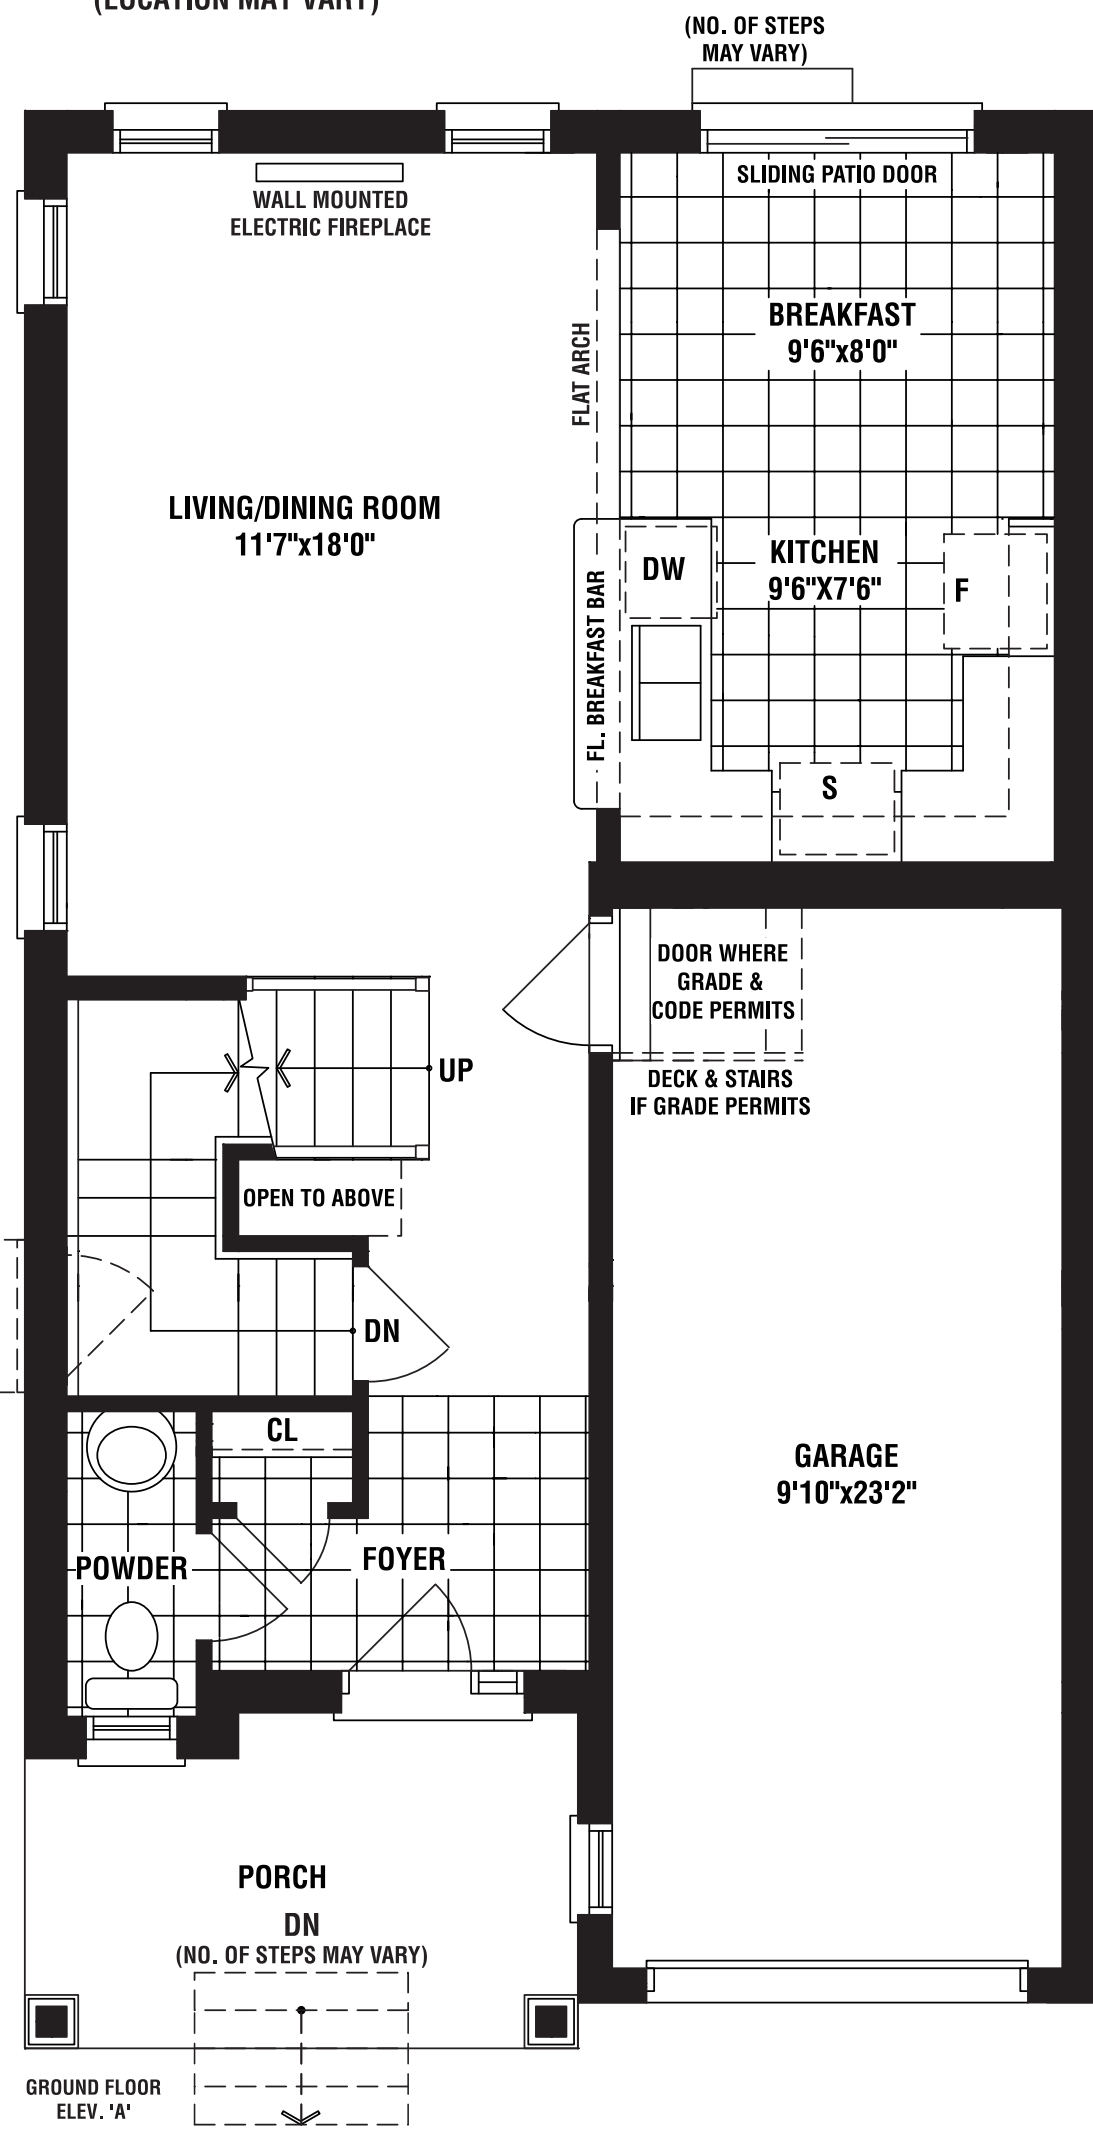 (LOCATION MAY VARY)
(NO. OF STEPS
MAY VARY)
SLIDING PATIO DOOR
WALL MOUNTED
ELECTRIC FIREPLACE
BREAKFAST
9'6"x8'0"
FLAT ARCH
LIVING/DINING ROOM
11'7"x18'0"
KITCHEN
9'6"X7'6"
DW
F
FL. BREAKFAST BAR
S
DOOR WHERE
GRADE &
CODE PERMITS
DECK & STAIRS
IF GRADE PERMITS
UP
OPEN TO ABOVE
DN
CL
GARAGE
9'10"x23'2"
POWDER
FOYER
PORCH
DN
(NO. OF STEPS MAY VARY)
GROUND FLOOR
ELEV. 'A'